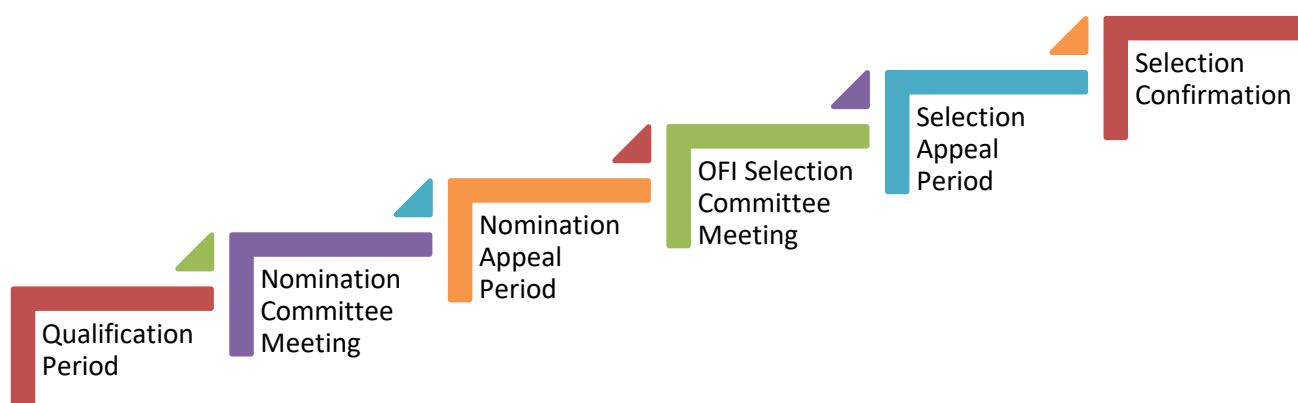 Qualification
Period
Nomination
Committee
Meeting
Nomination
Appeal
Period
OFI Selection
Committee
Meeting
Selection
Appeal
Period
Selection
Confirmation